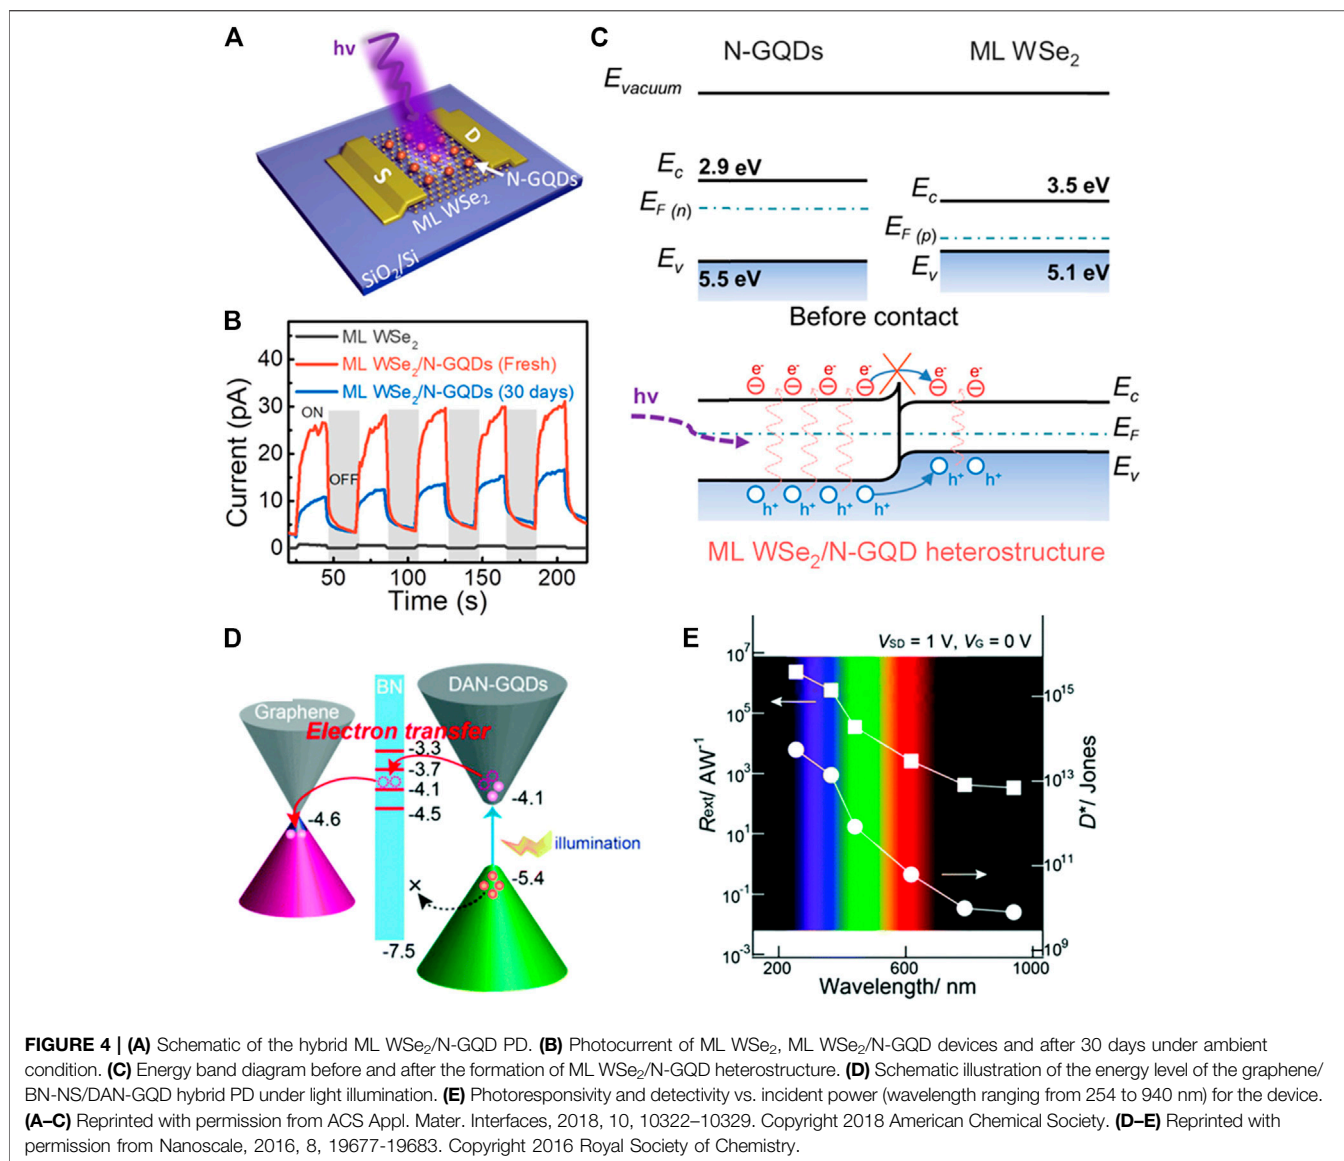 A
hv
S
D
N-GQDs
ML WSe₂
SiO₂/Si
B
Current (pA)
40
30
20
10
0
ML WSe₂
ML WSe₂/N-GQDs (Fresh)
ML WSe₂/N-GQDs (30 days)
ON
OFF
50
100
150
200
Time (s)
C
N-GQDs
ML WSe₂
Evacuum
Ec
2.9 eV
EF (n)
Ev
5.5 eV
Ec
3.5 eV
EF (p)
Ev
5.1 eV
Before contact
hv
e-
e-
e-
e-
e-
e-
Ec
EF
Ev
h+
h+
h+
h+
h+
h+
ML WSe₂/N-GQD heterostructure
D
Graphene
BN
DAN-GQDs
Electron transfer
-3.3
-3.7
-4.1
-4.5
-4.6
-4.1
illumination
-5.4
×
-7.5
E
VSD = 1 V, VG = 0 V
Rext/ AW⁻¹
10⁷
10⁵
10³
10¹
10⁻¹
10⁻³
10¹⁵
10¹³
10¹¹
10⁹
D*/ Jones
200
600
1000
Wavelength/ nm
FIGURE 4 | (A) Schematic of the hybrid ML WSe₂/N-GQD PD. (B) Photocurrent of ML WSe₂, ML WSe₂/N-GQD devices and after 30 days under ambient
condition. (C) Energy band diagram before and after the formation of ML WSe₂/N-GQD heterostructure. (D) Schematic illustration of the energy level of the graphene/
BN-NS/DAN-GQD hybrid PD under light illumination. (E) Photoresponsivity and detectivity vs. incident power (wavelength ranging from 254 to 940 nm) for the device.
(A–C) Reprinted with permission from ACS Appl. Mater. Interfaces, 2018, 10, 10322–10329. Copyright 2018 American Chemical Society. (D–E) Reprinted with
permission from Nanoscale, 2016, 8, 19677-19683. Copyright 2016 Royal Society of Chemistry.